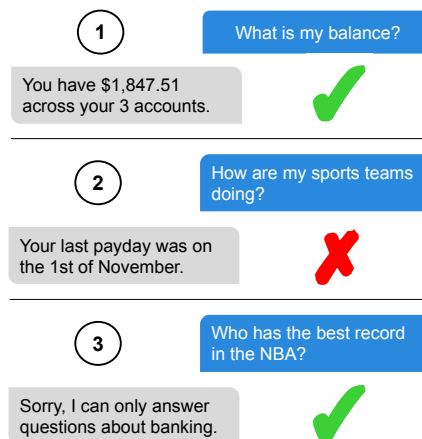 1
What is my balance?
You have $1,847.51
across your 3 accounts.
2
How are my sports teams
doing?
Your last payday was on
the 1st of November.
3
Who has the best record
in the NBA?
Sorry, I can only answer
questions about banking.